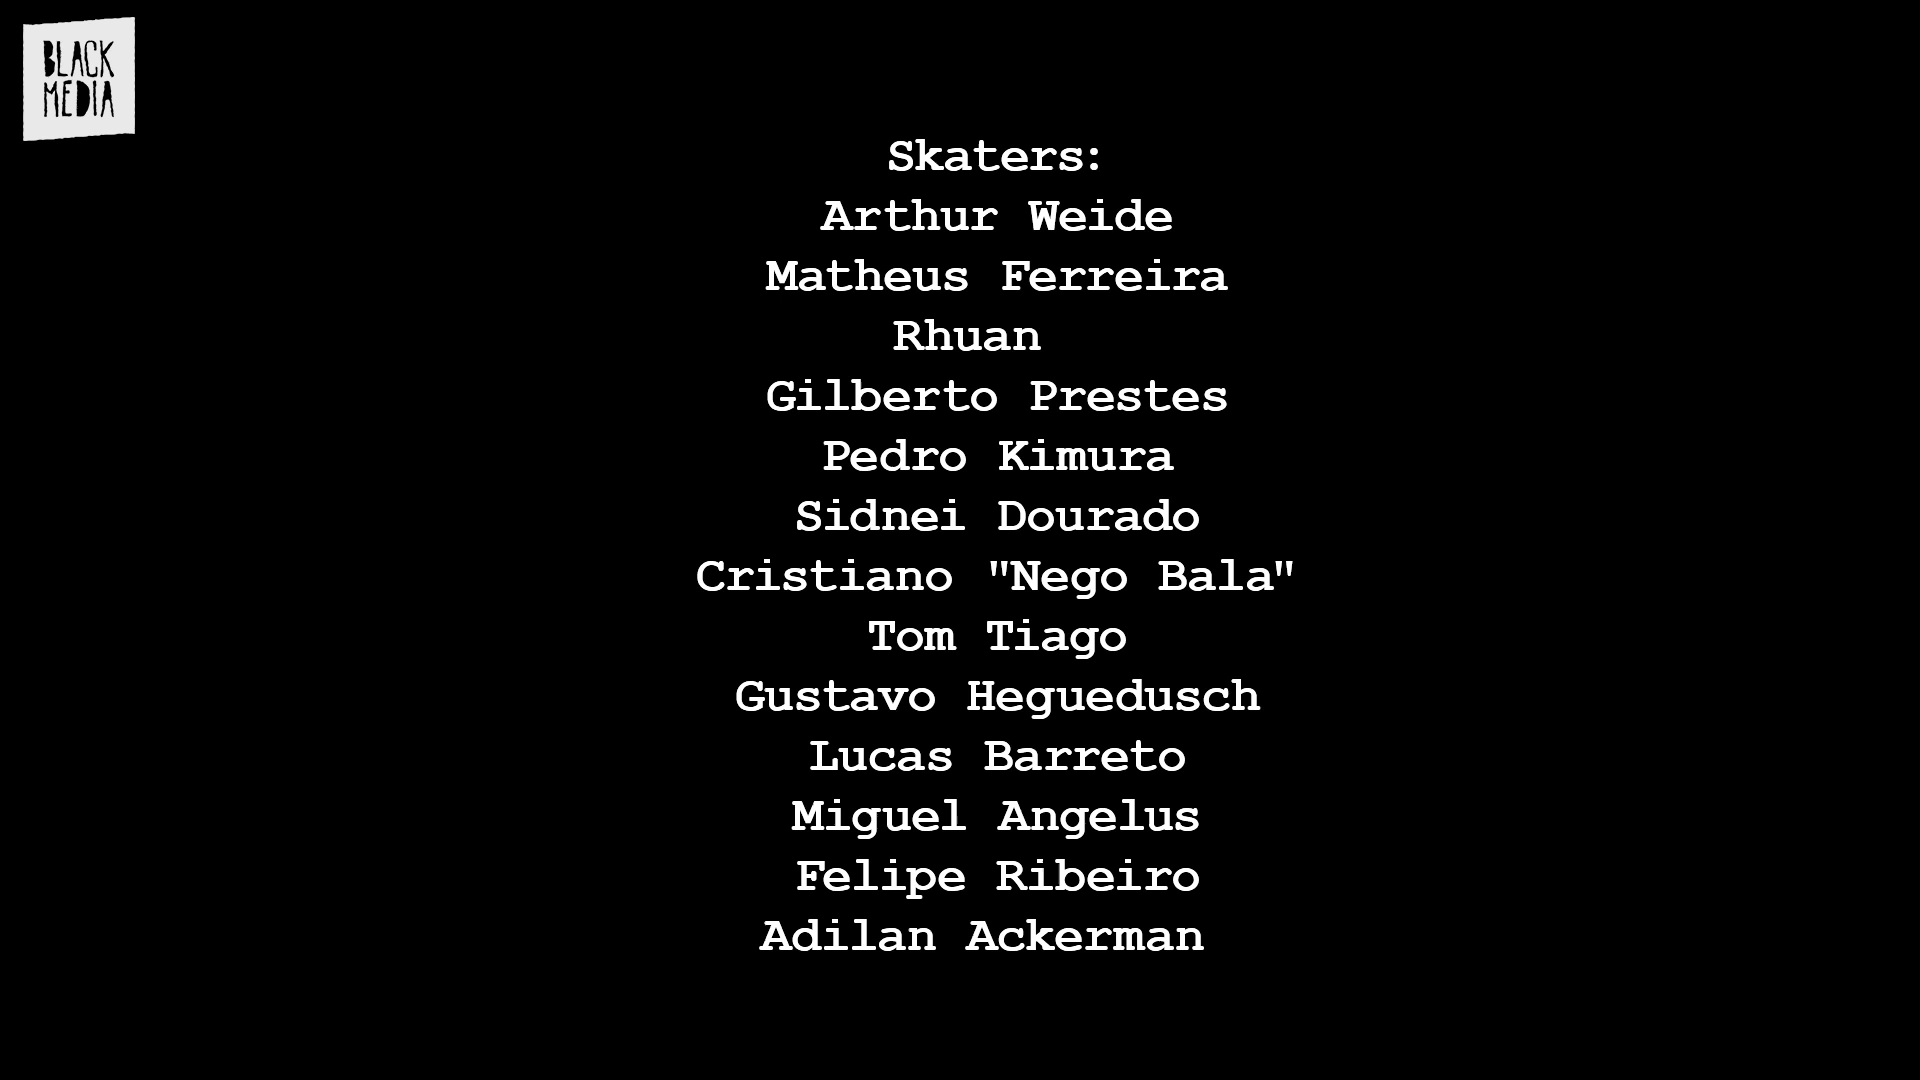 BLACK
MEDIA
Skaters:
Arthur Weide
Matheus Ferreira
Rhuan
Gilberto Prestes
Pedro Kimura
Sidnei Dourado
Cristiano "Nego Bala"
Tom Tiago
Gustavo Heguedusch
Lucas Barreto
Miguel Angelus
Felipe Ribeiro
Adilan Ackerman